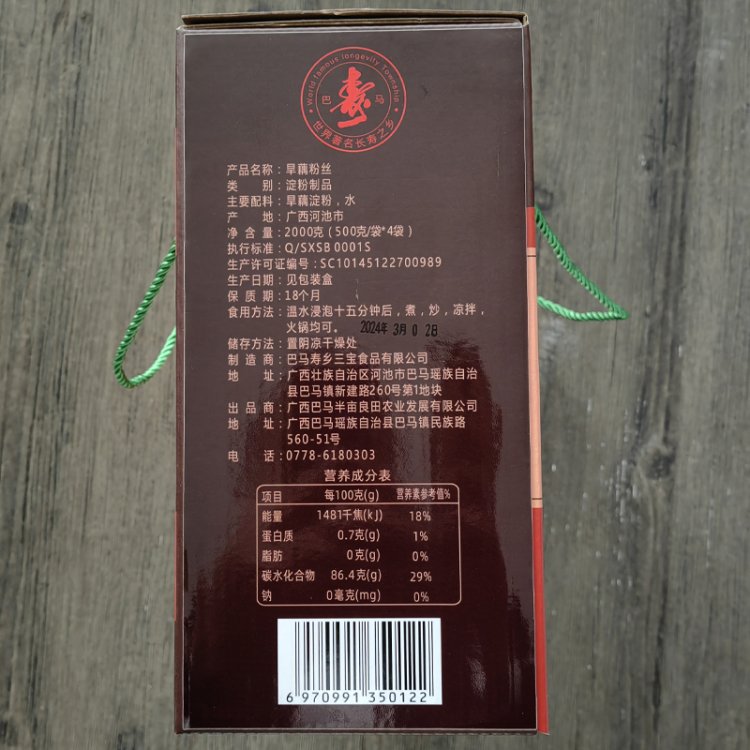 World famous longevity Township
寿
巴 马
世界著名长寿之乡
产品名称：旱藕粉丝
类 别：淀粉制品
主要配料：旱藕淀粉，水
产 地：广西河池市
净 含 量：2000克（500克/袋*4袋）
执行标准：Q/SXSB 0001S
生产许可证编号：SC10145122700989
生产日期：见包装盒
保 质 期：18个月
食用方法：温水浸泡十五分钟后，煮，炒，凉拌，
火锅均可。
2024年 3月 0 2日
储存方法：置阴凉干燥处
制 造 商：巴马寿乡三宝食品有限公司
地 址：广西壮族自治区河池市巴马瑶族自治
县巴马镇新建路260号第1地块
出 品 商：广西巴马半亩良田农业发展有限公司
地 址：广西巴马瑶族自治县巴马镇民族路
560-51号
电 话：0778-6180303
营养成分表
项目 每100克(g) 营养素参考值%
能量 1481千焦(kJ) 18%
蛋白质 0.7克(g) 1%
脂肪 0克(g) 0%
碳水化合物 86.4克(g) 29%
钠 0毫克(mg) 0%
6 970991 350122